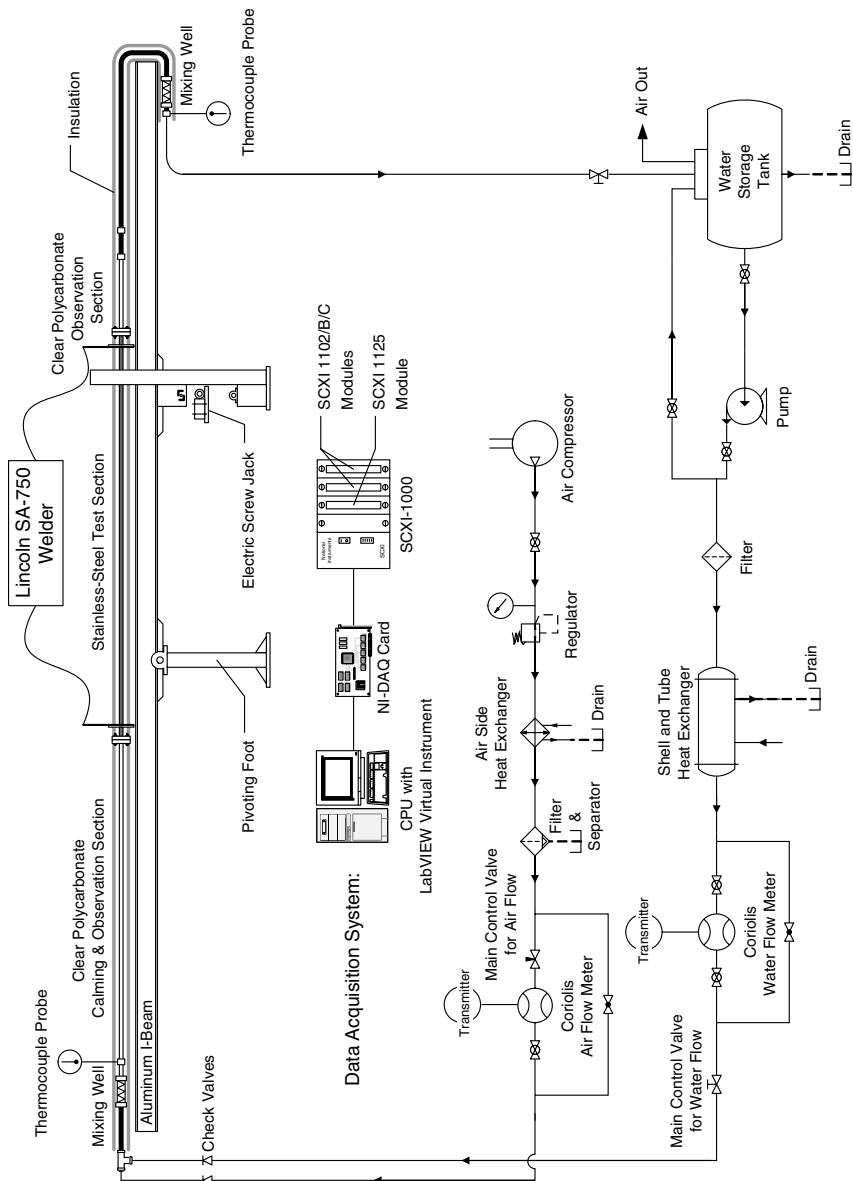 Lincoln SA-750
Welder
Thermocouple Probe
Mixing Well
Clear Polycarbonate
Calming & Observation Section
Stainless-Steel Test Section
Clear Polycarbonate
Observation
Section
Insulation
Mixing Well
Thermocouple Probe
Aluminum I-Beam
Check Valves
Pivoting Foot
Electric Screw Jack
Data Acquisition System:
CPU with
LabVIEW Virtual Instrument
NI-DAQ Card
National
Instruments
SCXI
SCXI-1000
SCXI 1102/B/C
Modules
SCXI 1125
Module
Transmitter
Coriolis
Air Flow Meter
Main Control Valve
for Air Flow
Filter
&
Separator
Air Side
Heat Exchanger
Drain
Regulator
Air Compressor
Main Control Valve
for Water Flow
Transmitter
Coriolis
Water Flow Meter
Shell and Tube
Heat Exchanger
Drain
Filter
Pump
Water
Storage
Tank
Air Out
Drain